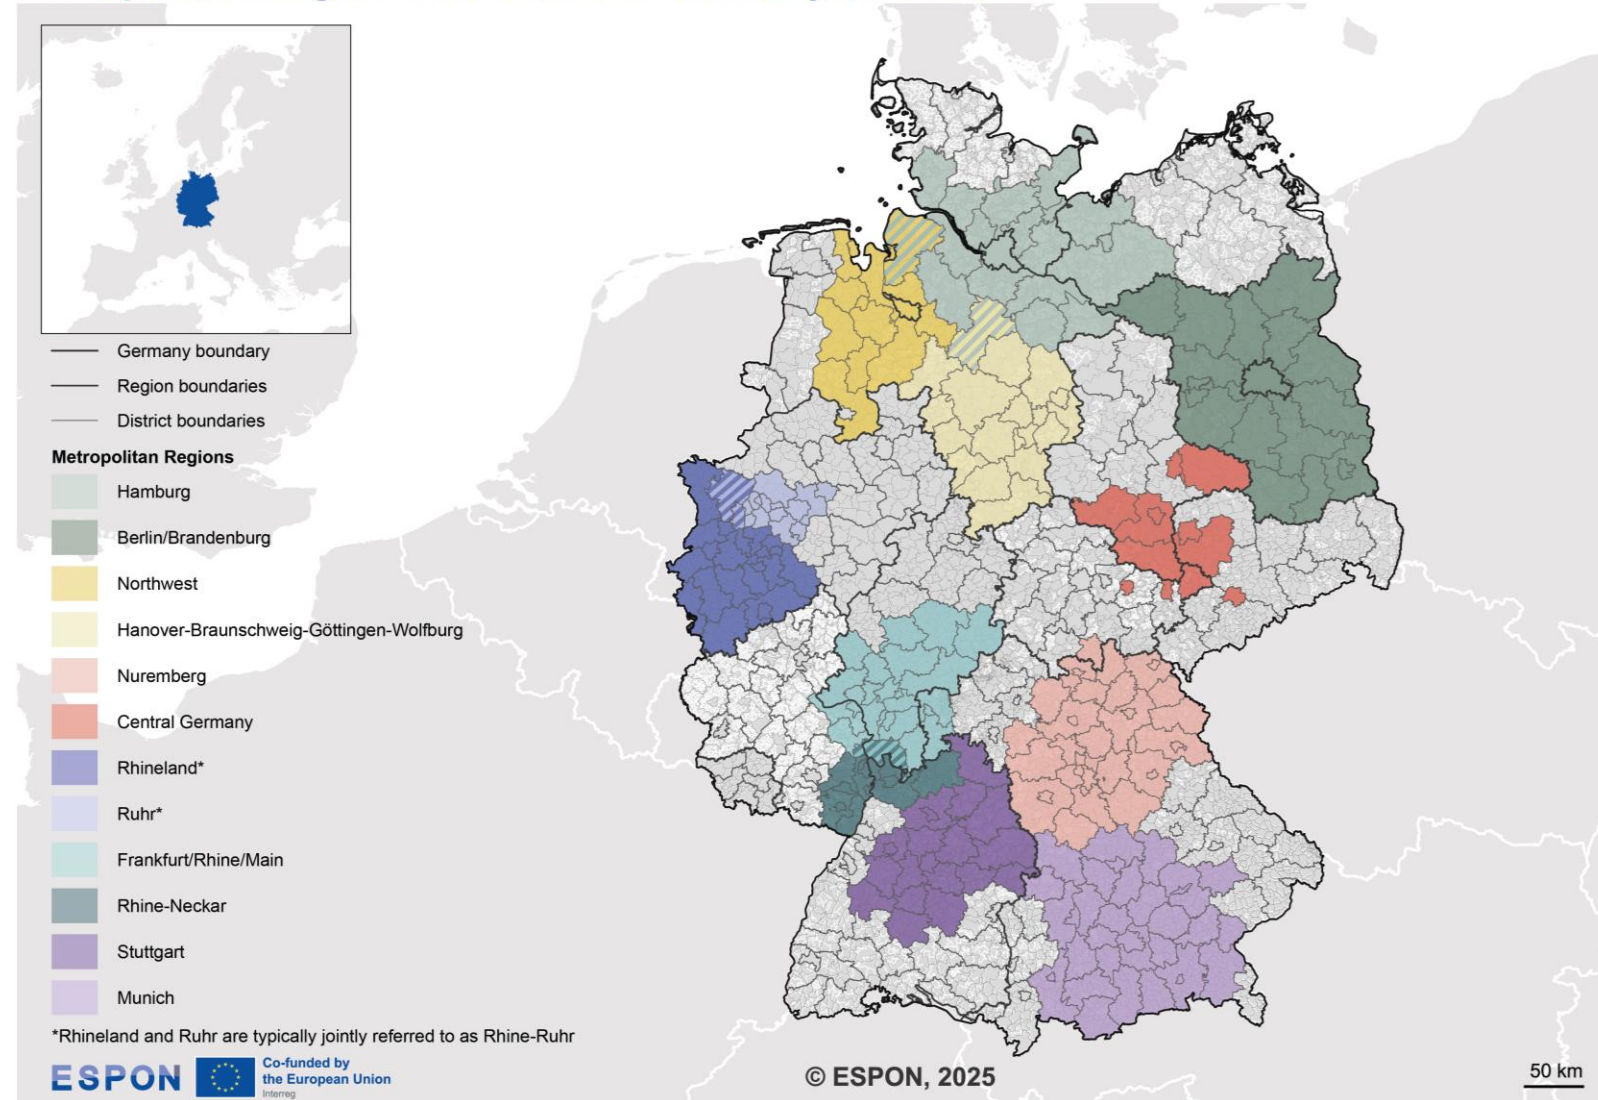 Germany boundary
Region boundaries
District boundaries
Metropolitan Regions
Hamburg
Berlin/Brandenburg
Northwest
Hanover-Braunschweig-Göttingen-Wolfburg
Nuremberg
Central Germany
Rhineland*
Ruhr*
Frankfurt/Rhine/Main
Rhine-Neckar
Stuttgart
Munich
*Rhineland and Ruhr are typically jointly referred to as Rhine-Ruhr
ESPON
Co-funded by
the European Union
Interreg
© ESPON, 2025
50 km